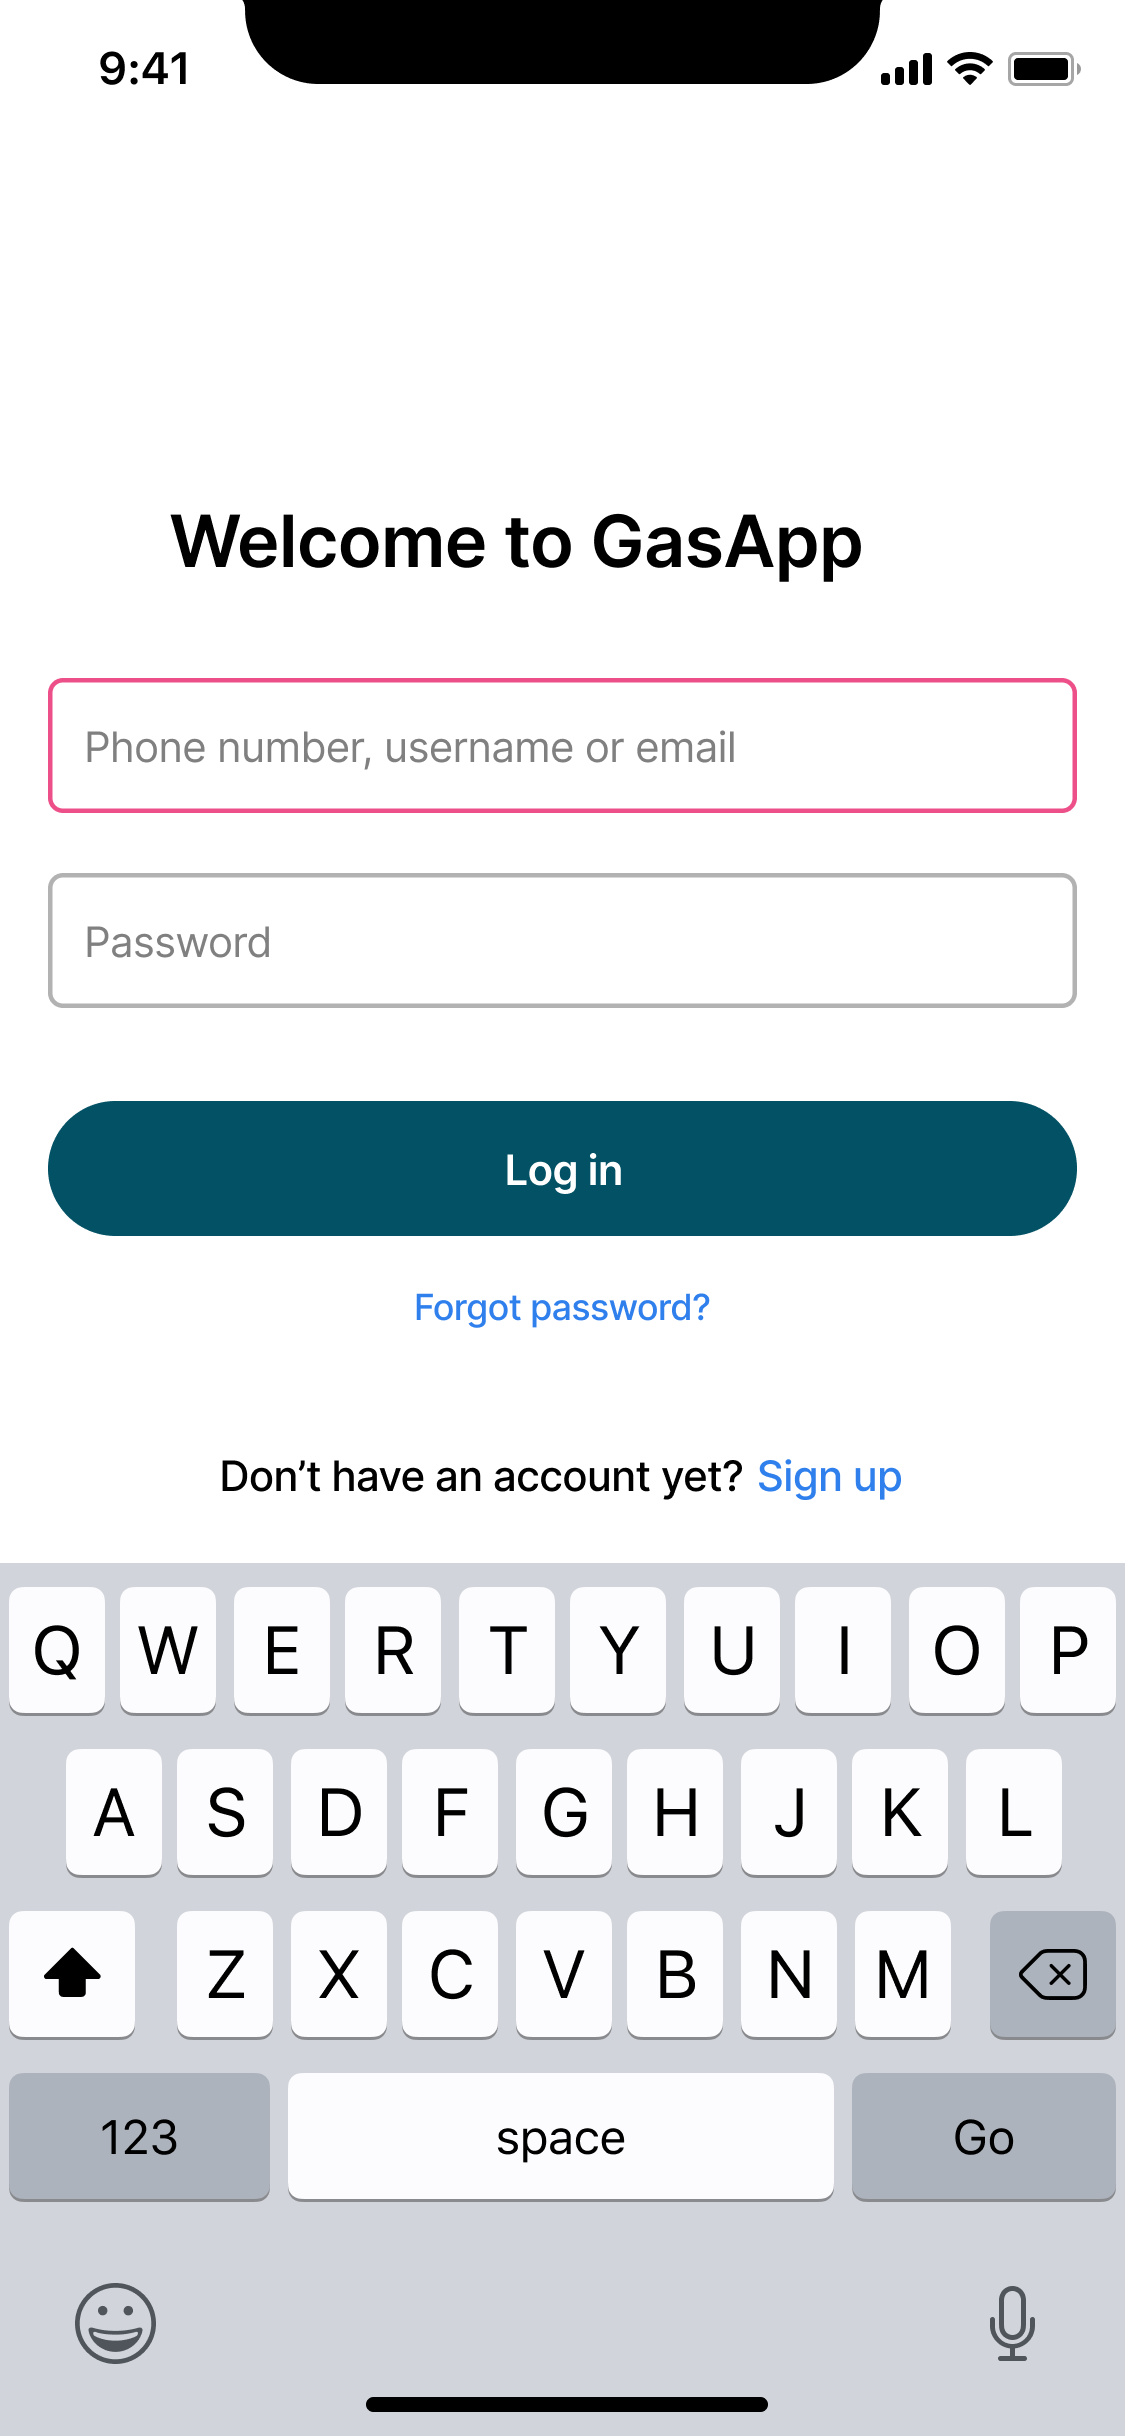 9:41
Welcome to GasApp
Phone number, username or email
Password
Log in
Forgot password?
Don’t have an account yet? Sign up
Q W E R T Y U I O P
A S D F G H J K L
Z X C V B N M
123 space Go